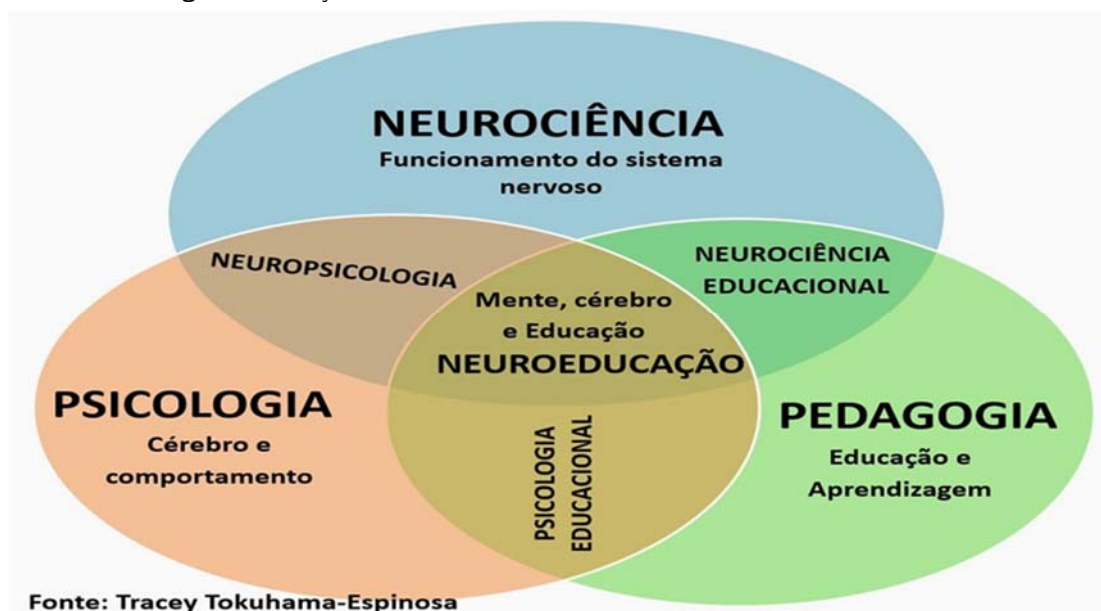 NEUROCIÊNCIA
Funcionamento do sistema
nervoso
NEUROPSICOLOGIA
NEUROCIÊNCIA
EDUCACIONAL
Mente, cérebro
e Educação
NEUROEDUCAÇÃO
PSICOLOGIA
Cérebro e
comportamento
PSICOLOGIA
EDUCACIONAL
PEDAGOGIA
Educação e
Aprendizagem
Fonte: Tracey Tokuhama-Espinosa